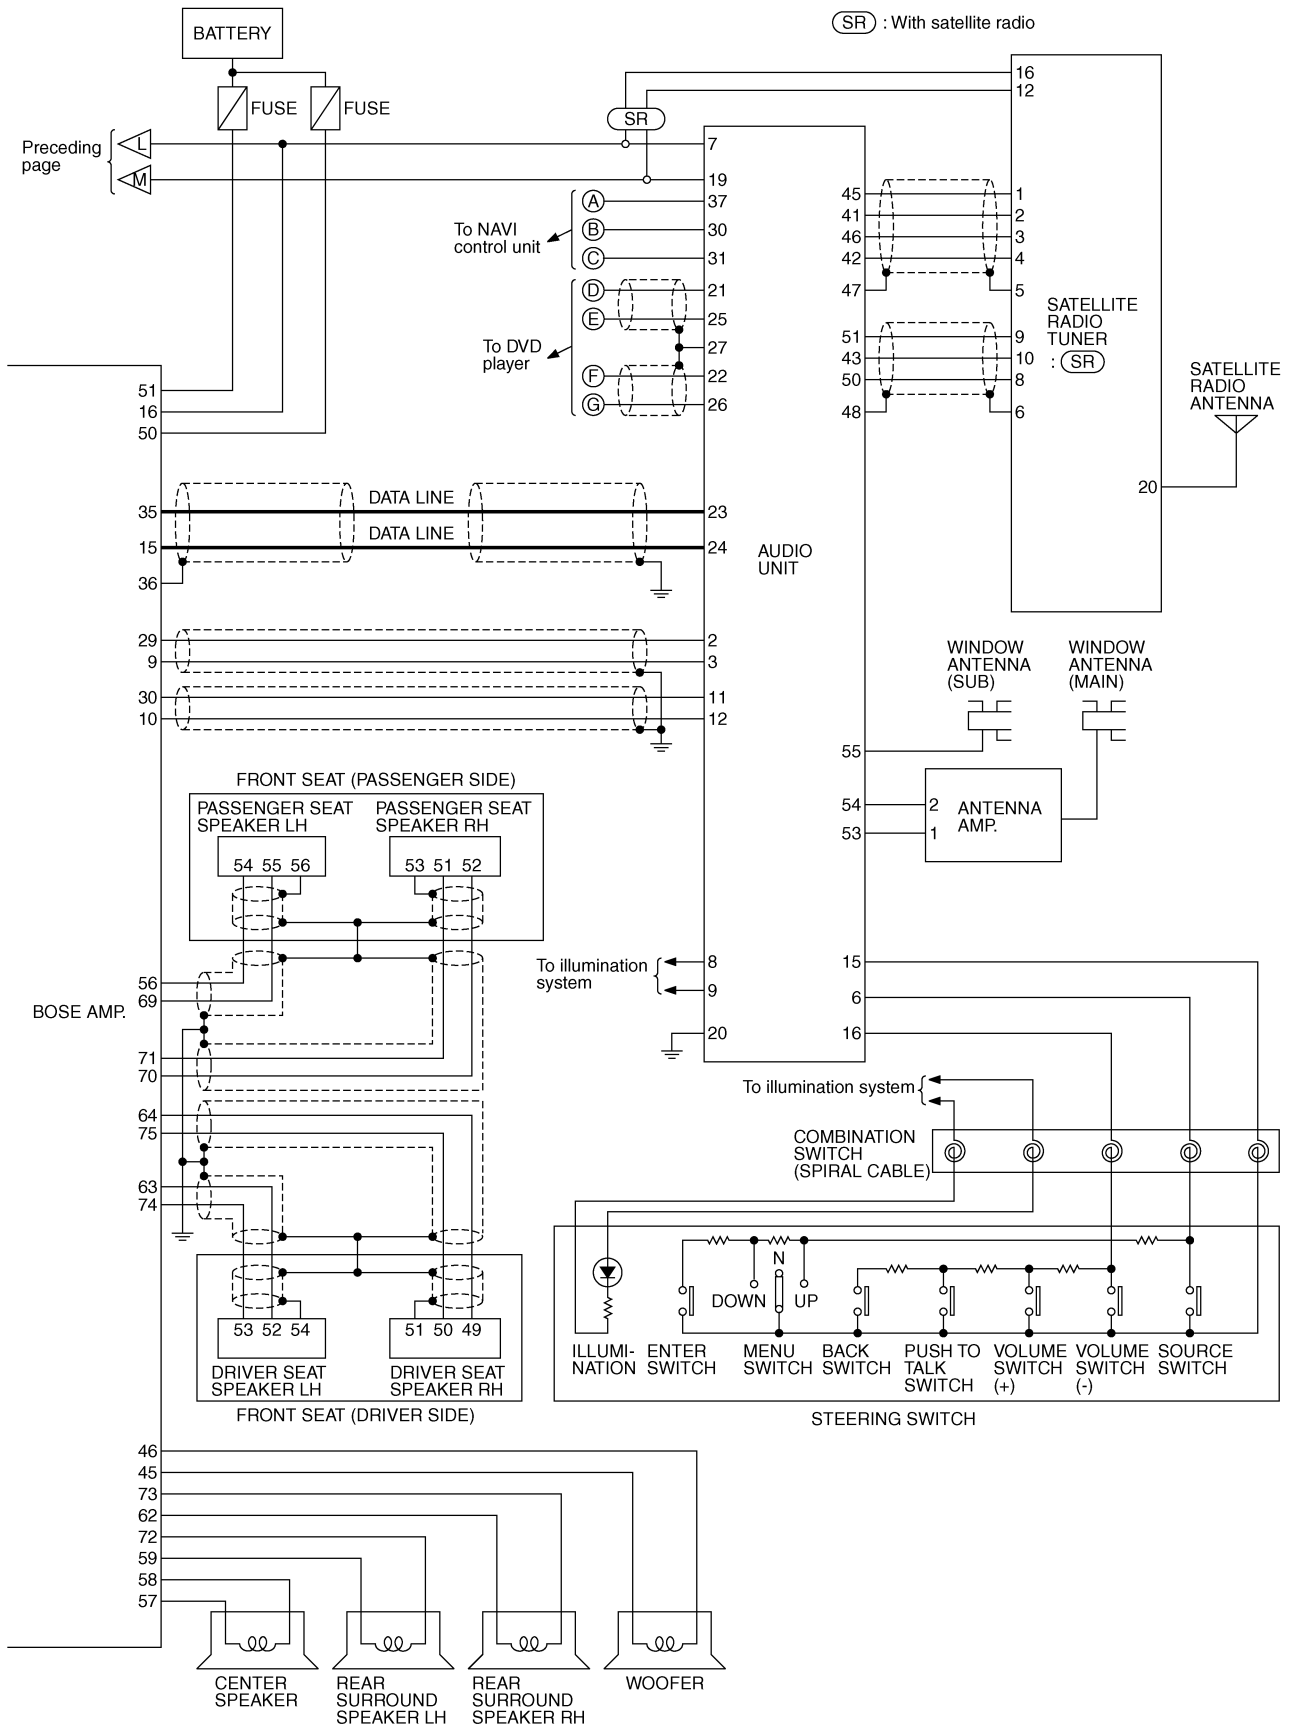 BATTERY
SR : With satellite radio
FUSE
FUSE
16
12
SR
Preceding
page
L
M
7
19
To NAVI
control unit
A
B
C
37
30
31
To DVD
player
D
E
F
G
21
25
27
22
26
45
41
46
42
47
1
2
3
4
5
51
43
50
48
9
10
8
6
SATELLITE
RADIO
TUNER
: SR
SATELLITE
RADIO
ANTENNA
20
51
16
50
35
DATA LINE
23
15
DATA LINE
24
36
AUDIO
UNIT
29
9
30
10
2
3
11
12
WINDOW
ANTENNA
(SUB)
WINDOW
ANTENNA
(MAIN)
55
54
53
2
1
ANTENNA
AMP.
FRONT SEAT (PASSENGER SIDE)
PASSENGER SEAT
SPEAKER LH
PASSENGER SEAT
SPEAKER RH
54 55 56
53 51 52
56
69
BOSE AMP.
71
70
64
75
63
74
To illumination
system
8
9
20
15
6
16
To illumination system
COMBINATION
SWITCH
(SPIRAL CABLE)
53 52 54
51 50 49
DRIVER SEAT
SPEAKER LH
DRIVER SEAT
SPEAKER RH
FRONT SEAT (DRIVER SIDE)
N
DOWN
UP
ILLUMI-
NATION
ENTER
SWITCH
MENU
SWITCH
BACK
SWITCH
PUSH TO
TALK
SWITCH
VOLUME
SWITCH
(+)
VOLUME
SWITCH
(-)
SOURCE
SWITCH
STEERING SWITCH
46
45
73
62
72
59
58
57
CENTER
SPEAKER
REAR
SURROUND
SPEAKER LH
REAR
SURROUND
SPEAKER RH
WOOFER